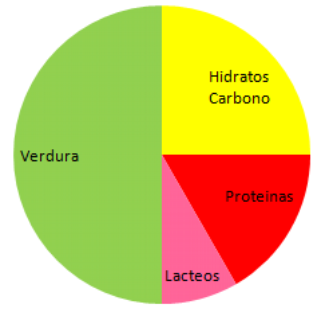 Hidratos
Carbono
Verdura
Proteinas
Lacteos